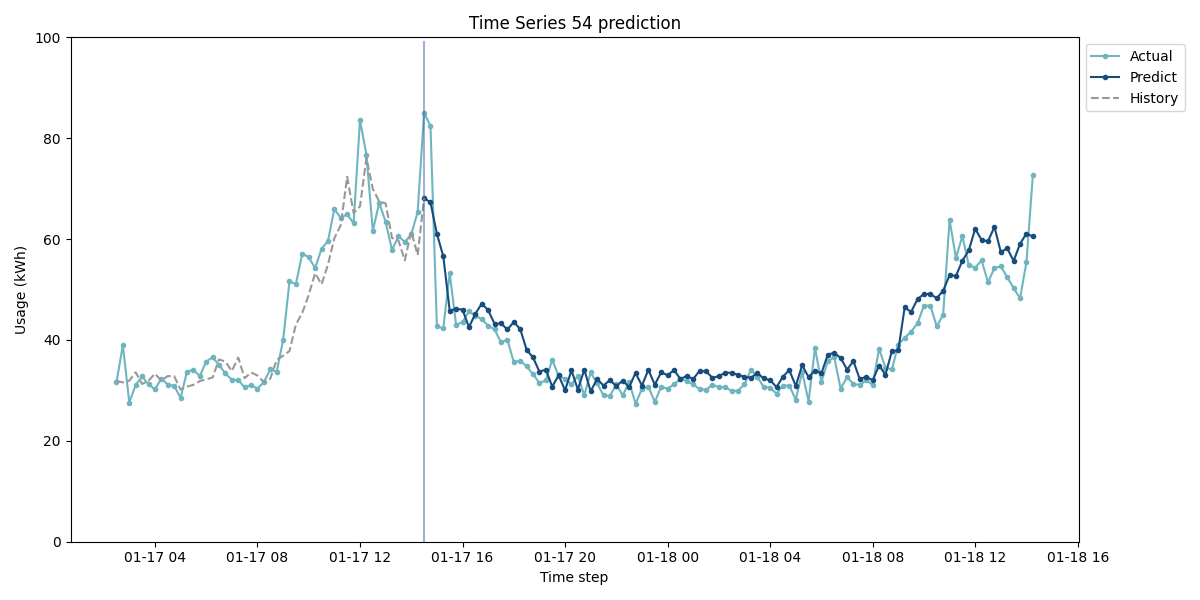 Time Series 54 prediction
Usage (kWh)
100
80
60
40
20
0
01-17 04
01-17 08
01-17 12
01-17 16
01-17 20
01-18 00
01-18 04
01-18 08
01-18 12
01-18 16
Time step
Actual
Predict
History